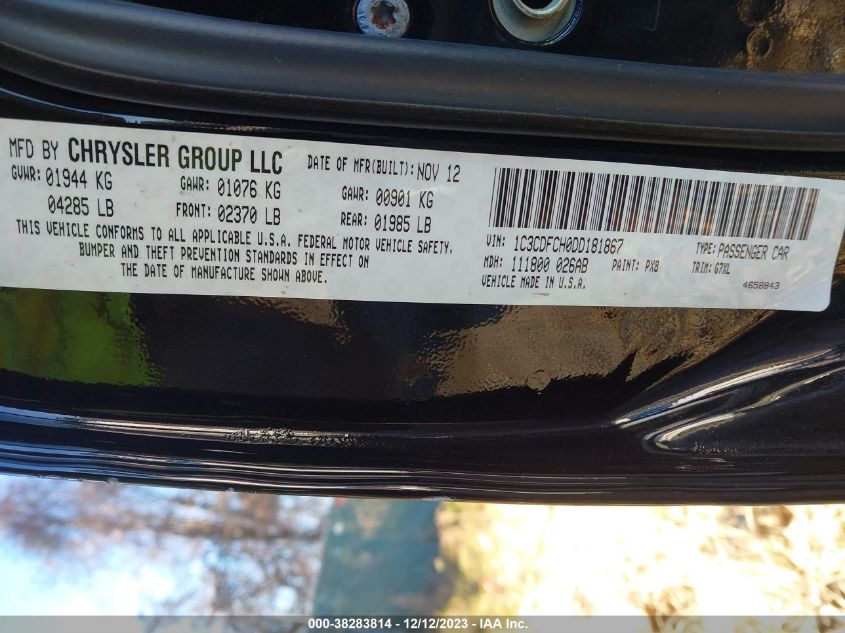 MFD BY CHRYSLER GROUP LLC DATE OF MFR(BUILT): NOV 12
GVWR: 01944 KG GAWR: 01076 KG GAWR: 00901 KG
04285 LB FRONT: 02370 LB REAR: 01985 LB
THIS VEHICLE CONFORMS TO ALL APPLICABLE U.S.A. FEDERAL MOTOR VEHICLE SAFETY,
BUMPER AND THEFT PREVENTION STANDARDS IN EFFECT ON
THE DATE OF MANUFACTURE SHOWN ABOVE.
VIN: 1C3CDFCH0DD181867 TYPE: PASSENGER CAR
MDH: 111800 026AB PAINT: PX8 TRIM: G7XL
VEHICLE MADE IN U.S.A. 4658843
000-38283814 - 12/12/2023 - IAA Inc.